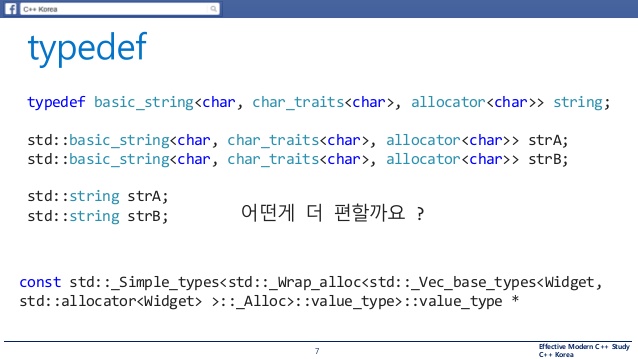 C++ Korea
typedef
typedef basic_string<char, char_traits<char>, allocator<char>> string;
std::basic_string<char, char_traits<char>, allocator<char>> strA;
std::basic_string<char, char_traits<char>, allocator<char>> strB;
std::string strA;
std::string strB;
어떤게 더 편할까요 ?
const std::_Simple_types<std::_Wrap_alloc<std::_Vec_base_types<Widget,
std::allocator<Widget> >::_Alloc>::value_type>::value_type *
7
Effective Modern C++ Study
C++ Korea